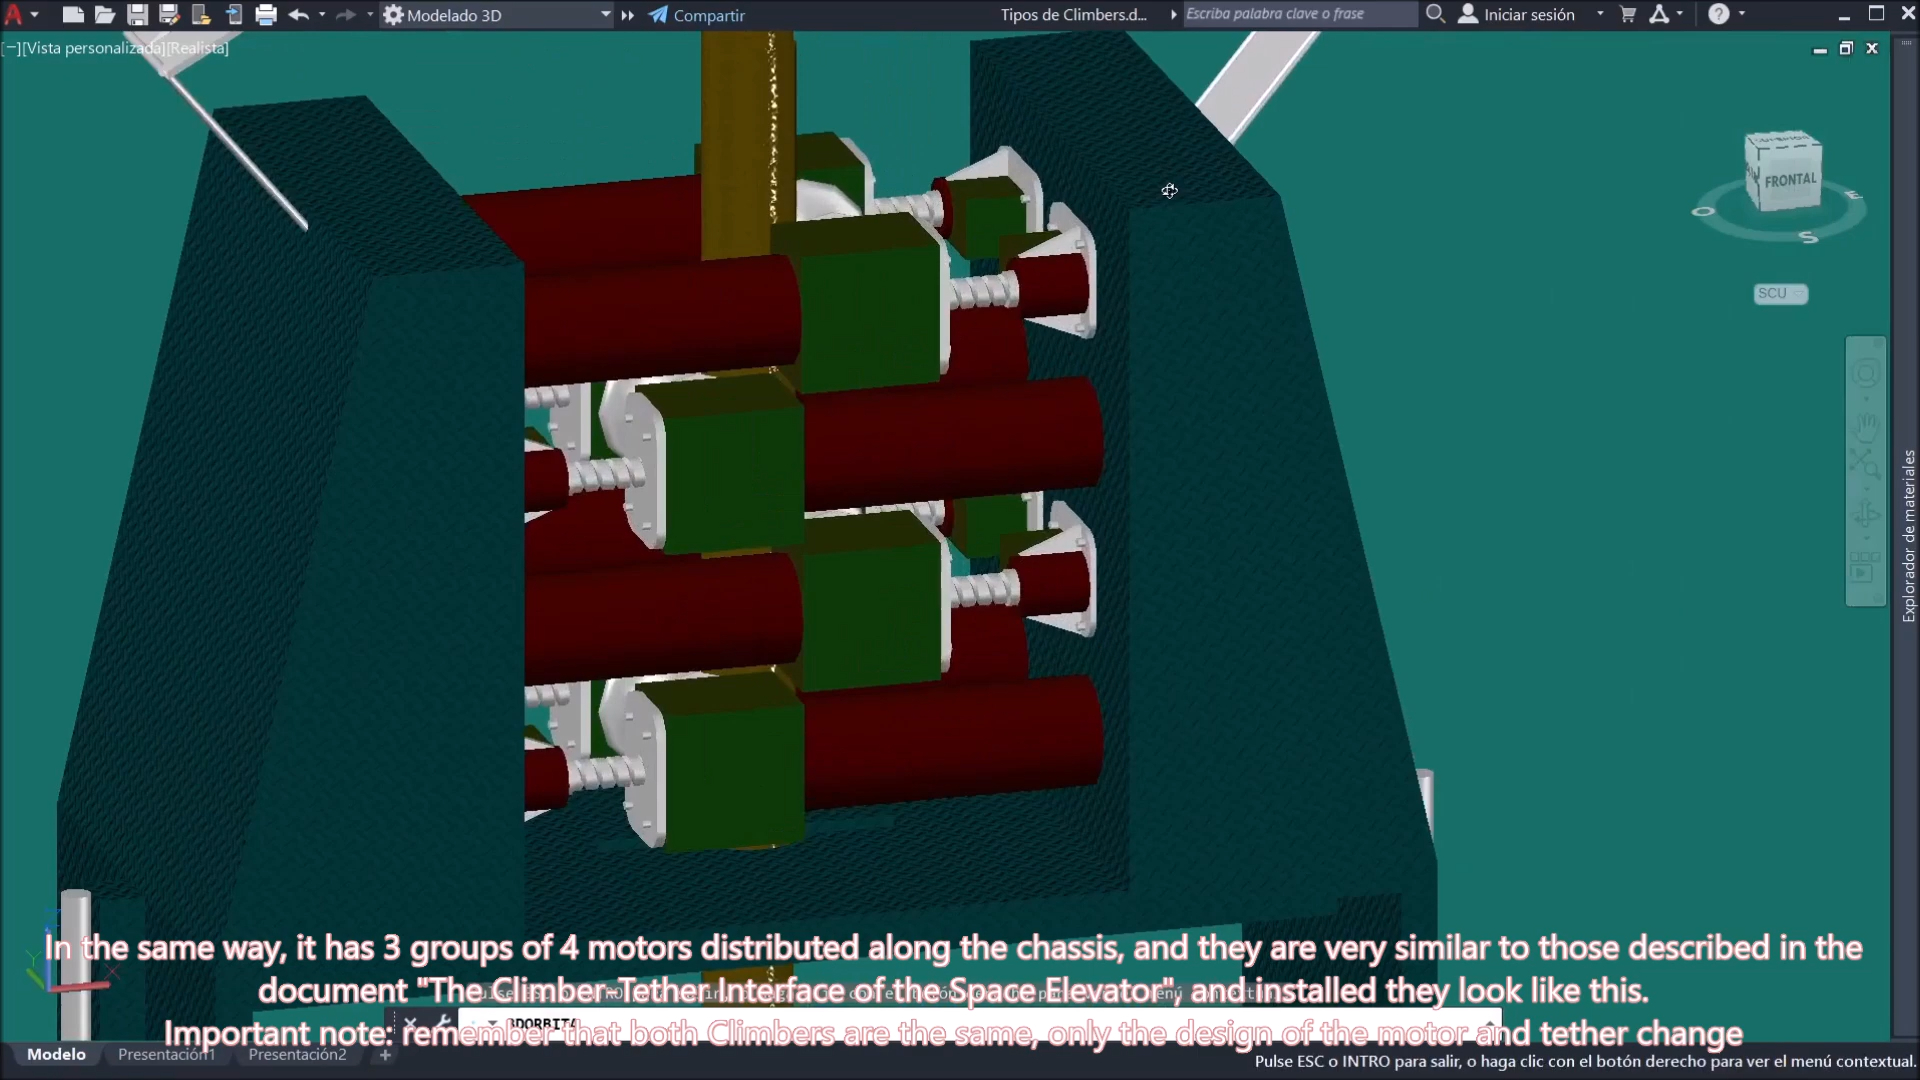 Modelado 3D
Compartir
Tipos de Climbers.d...
Escriba palabra clave o frase
Iniciar sesión
[−][Vista personalizada][Realista]
FRONTAL
O
E
S
SCU
Explorador de materiales
In the same way, it has 3 groups of 4 motors distributed along the chassis, and they are very similar to those described in the
document "The Climber-Tether Interface of the Space Elevator", and installed they look like this.
Important note: remember that both Climbers are the same, only the design of the motor and tether change
3DORBITA
Modelo
Presentación1
Presentación2
Pulse ESC o INTRO para salir, o haga clic con el botón derecho para ver el menú contextual.